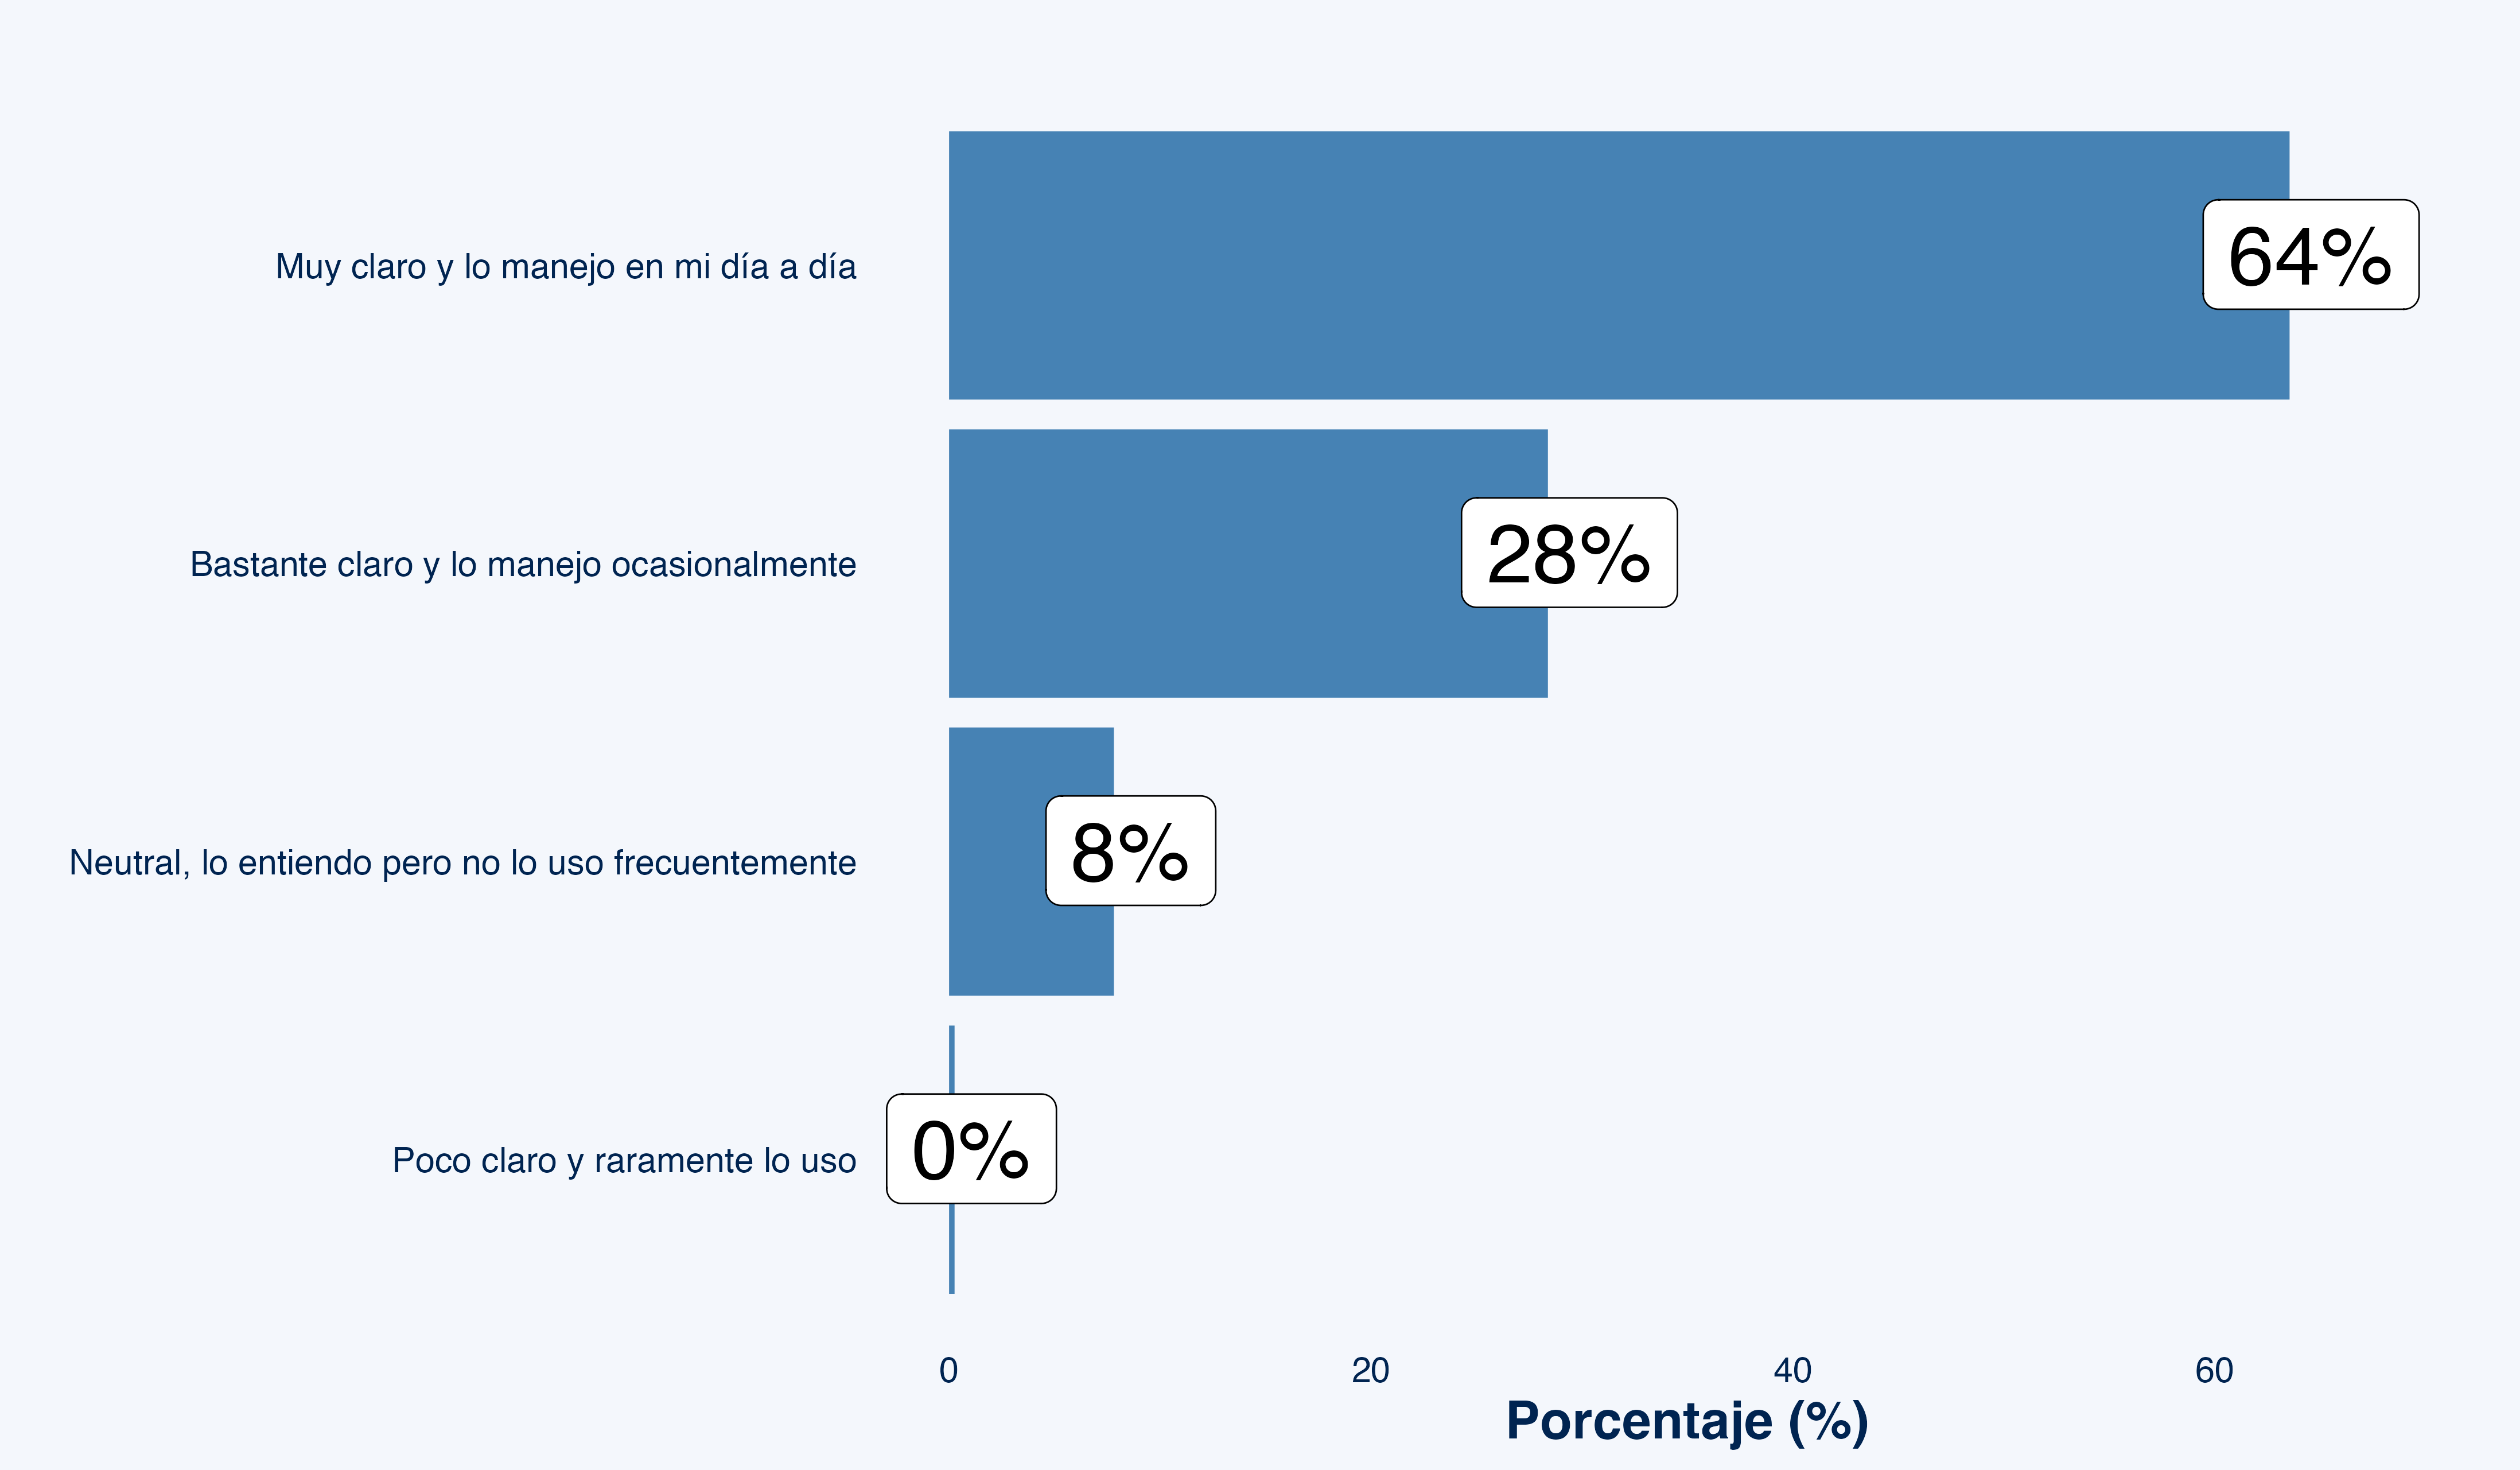 Muy claro y lo manejo en mi día a día
64%
Bastante claro y lo manejo ocasionalmente
28%
Neutral, lo entiendo pero no lo uso frecuentemente
8%
Poco claro y raramente lo uso
0%
0 20 40 60
Porcentaje (%)